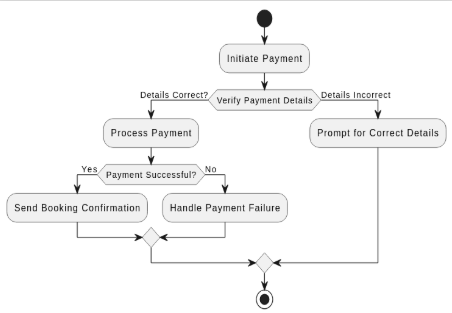 Initiate Payment
Details Correct?
Verify Payment Details
Details Incorrect
Process Payment
Prompt for Correct Details
Yes
Payment Successful?
No
Send Booking Confirmation
Handle Payment Failure